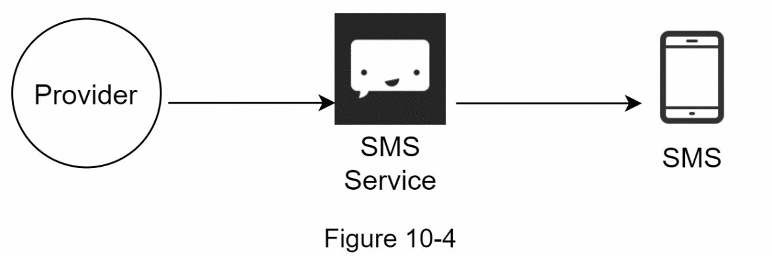 Provider
SMS
Service
SMS
Figure 10-4